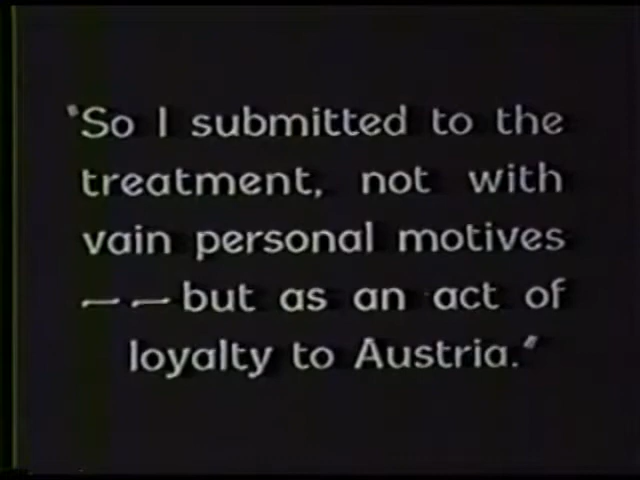 "So I submitted to the
treatment, not with
vain personal motives
— — but as an act of
loyalty to Austria."